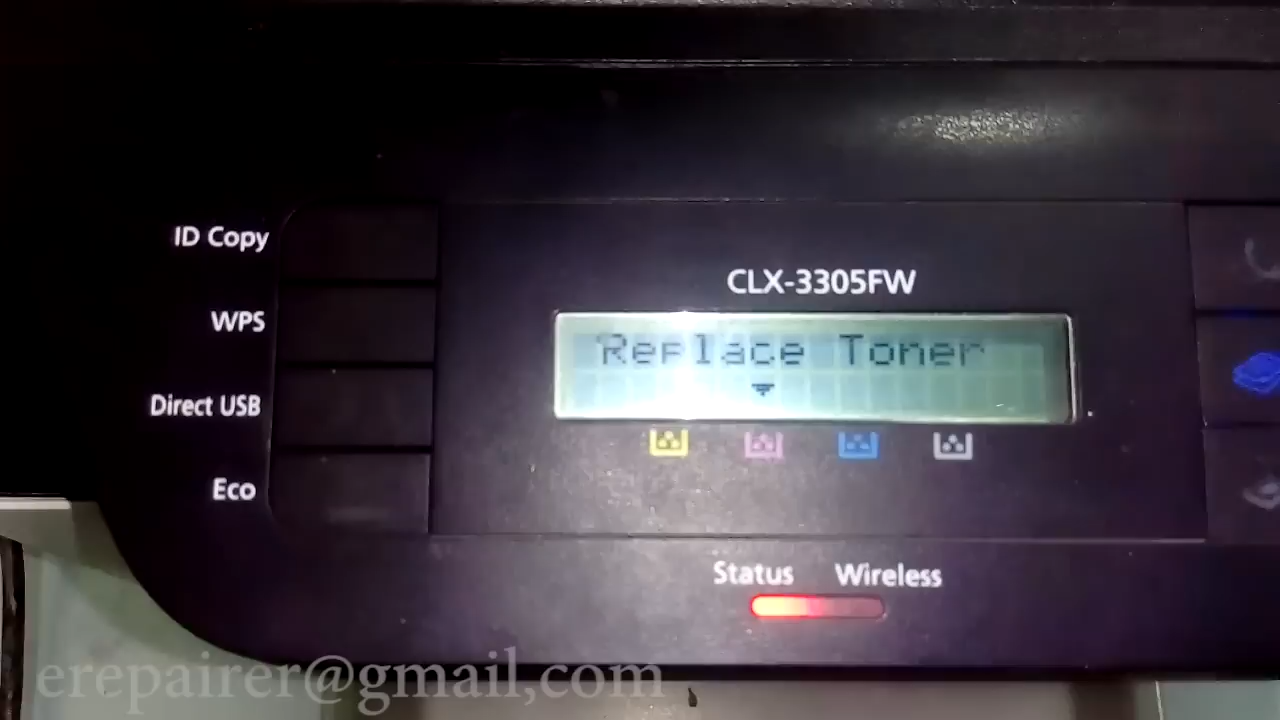 ID Copy
CLX-3305FW
WPS
Replace Toner
Direct USB
Eco
Status Wireless
erepairer@gmail,com